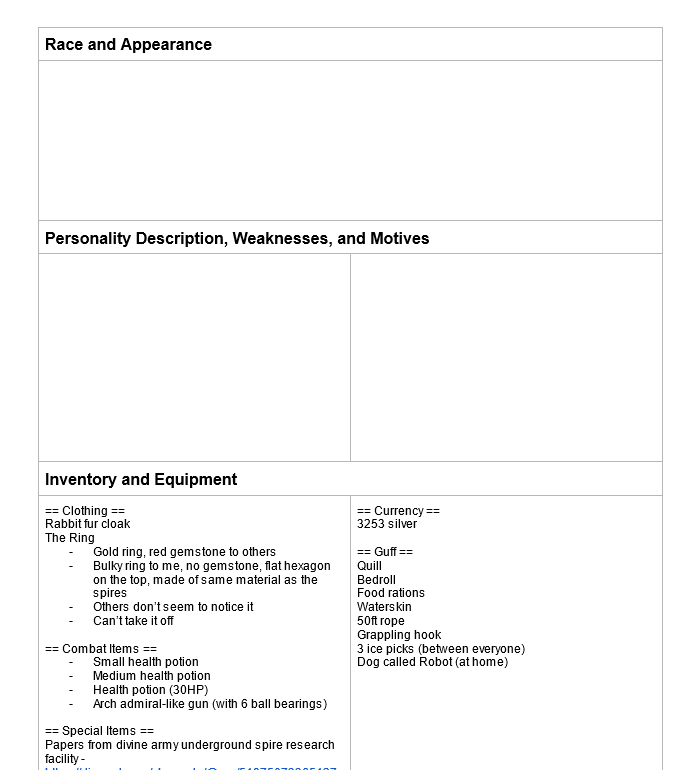 Race and Appearance
Personality Description, Weaknesses, and Motives
Inventory and Equipment
== Clothing ==
Rabbit fur cloak
The Ring
- Gold ring, red gemstone to others
- Bulky ring to me, no gemstone, flat hexagon
on the top, made of same material as the
spires
- Others don't seem to notice it
- Can't take it off
== Combat Items ==
- Small health potion
- Medium health potion
- Health potion (30HP)
- Arch admiral-like gun (with 6 ball bearings)
== Special Items ==
Papers from divine army underground spire research
facility -
== Currency ==
3253 silver
== Guff ==
Quill
Bedroll
Food rations
Waterskin
50ft rope
Grappling hook
3 ice picks (between everyone)
Dog called Robot (at home)